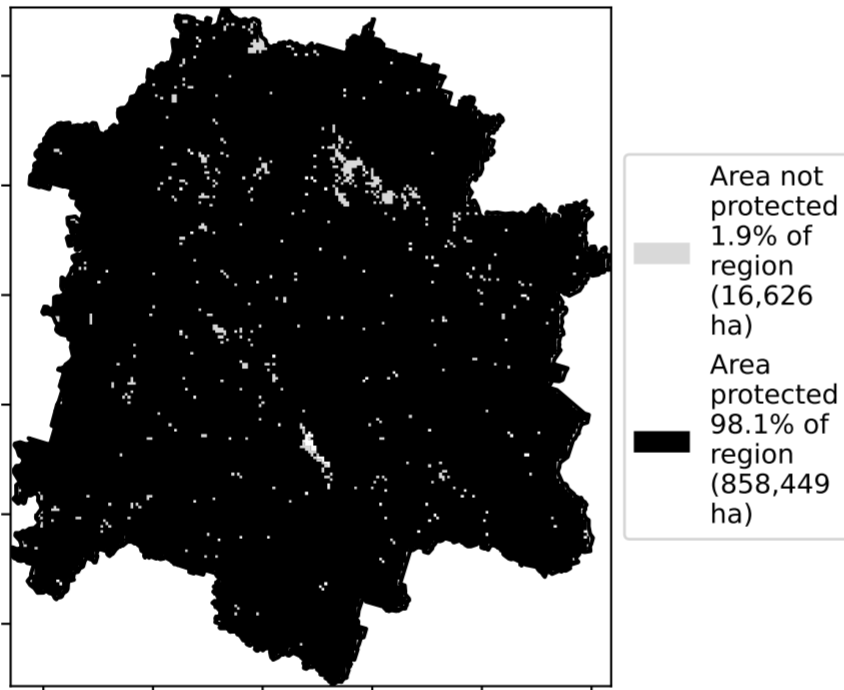 Area not
protected
1.9% of
region
(16,626
ha)
Area
protected
98.1% of
region
(858,449
ha)